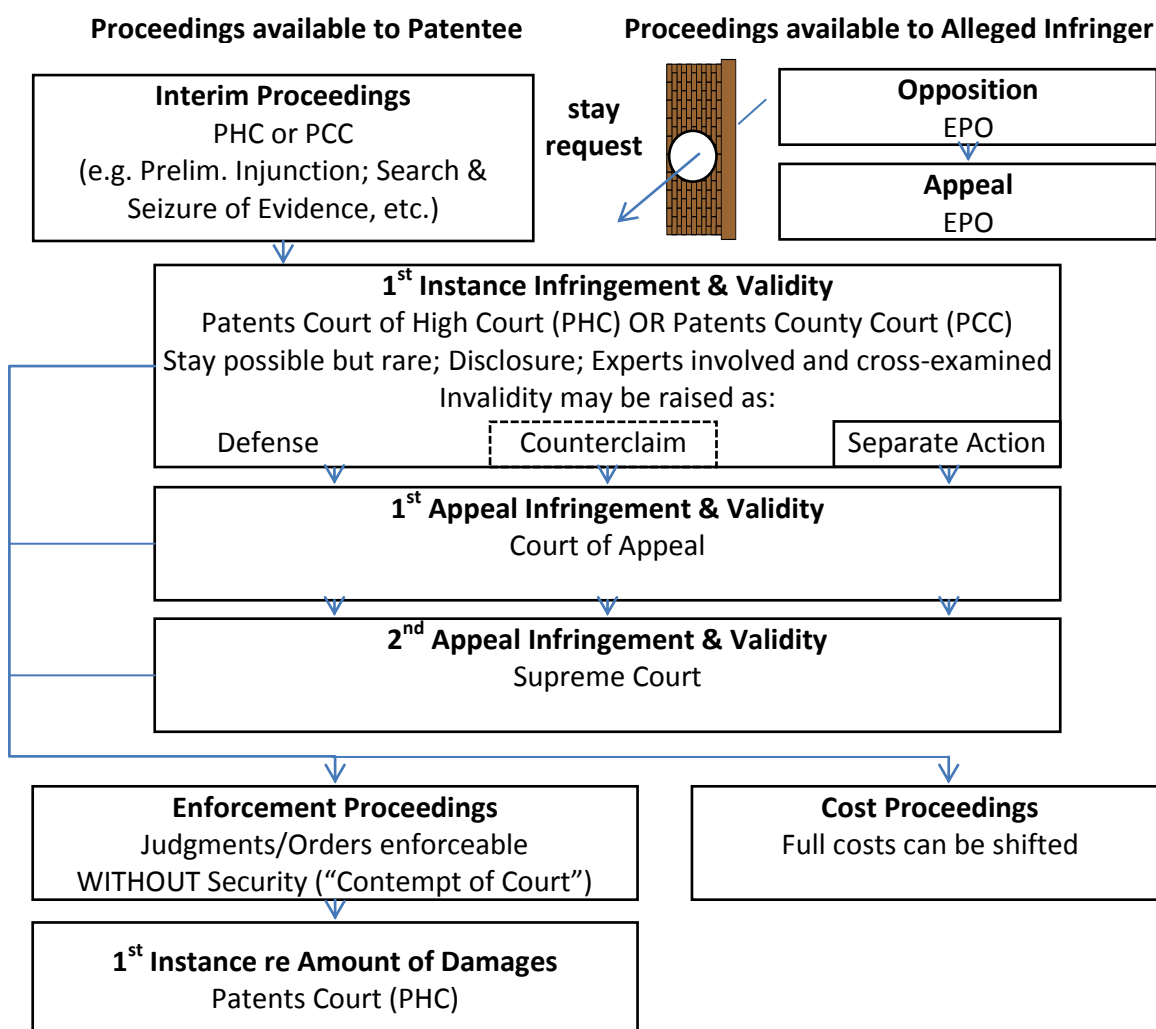 Proceedings available to Patentee
Proceedings available to Alleged Infringer
Interim Proceedings
PHC or PCC
(e.g. Prelim. Injunction; Search &
Seizure of Evidence, etc.)
stay
request
Opposition
EPO
Appeal
EPO
1st Instance Infringement & Validity
Patents Court of High Court (PHC) OR Patents County Court (PCC)
Stay possible but rare; Disclosure; Experts involved and cross-examined
Invalidity may be raised as:
Defense
Counterclaim
Separate Action
1st Appeal Infringement & Validity
Court of Appeal
2nd Appeal Infringement & Validity
Supreme Court
Enforcement Proceedings
Judgments/Orders enforceable
WITHOUT Security (“Contempt of Court”)
Cost Proceedings
Full costs can be shifted
1st Instance re Amount of Damages
Patents Court (PHC)